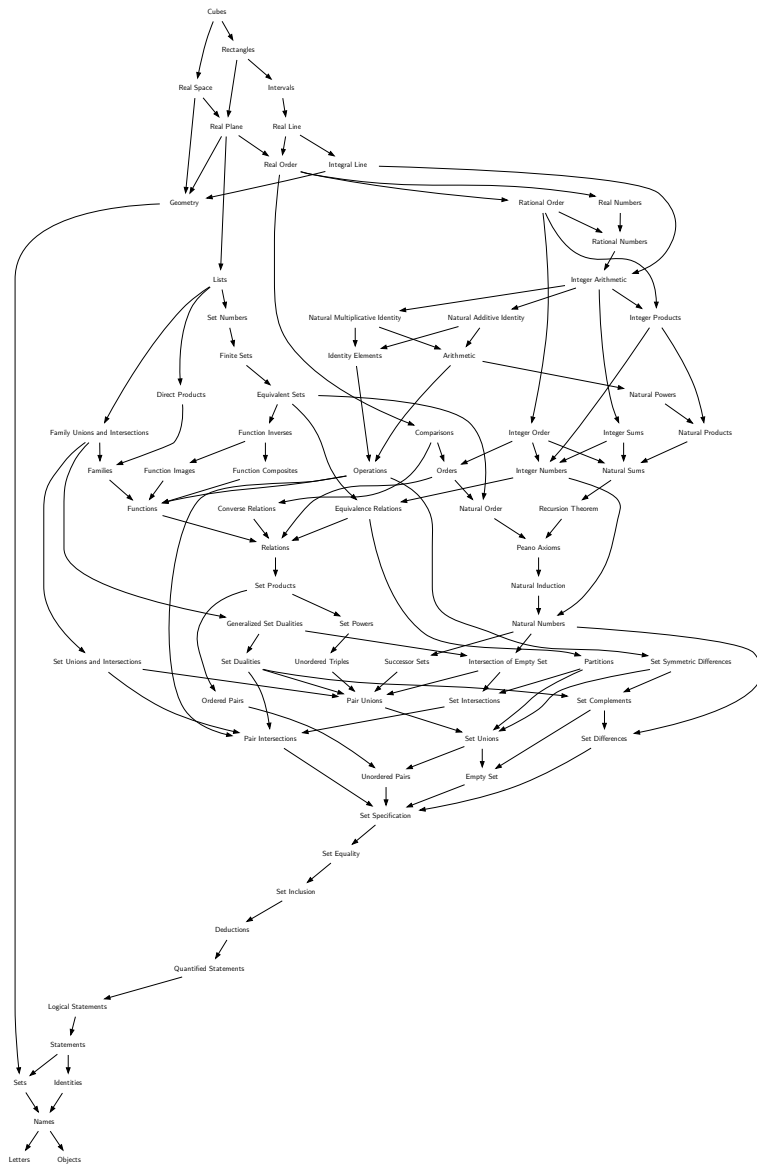 Cubes
Rectangles
Real Space
Intervals
Real Plane
Real Line
Real Order
Integral Line
Geometry
Rational Order
Real Numbers
Rational Numbers
Lists
Integer Arithmetic
Set Numbers
Natural Multiplicative Identity
Natural Additive Identity
Integer Products
Finite Sets
Identity Elements
Arithmetic
Direct Products
Equivalent Sets
Natural Powers
Family Unions and Intersections
Function Inverses
Comparisons
Integer Order
Integer Sums
Natural Products
Families
Function Images
Function Composites
Operations
Orders
Integer Numbers
Natural Sums
Functions
Converse Relations
Equivalence Relations
Natural Order
Recursion Theorem
Relations
Peano Axioms
Set Products
Natural Induction
Generalized Set Dualities
Set Powers
Natural Numbers
Set Unions and Intersections
Set Dualities
Unordered Triples
Successor Sets
Intersection of Empty Set
Partitions
Set Symmetric Differences
Ordered Pairs
Pair Unions
Set Intersections
Set Complements
Pair Intersections
Set Unions
Set Differences
Unordered Pairs
Empty Set
Set Specification
Set Equality
Set Inclusion
Deductions
Quantified Statements
Logical Statements
Statements
Sets
Identities
Names
Letters
Objects